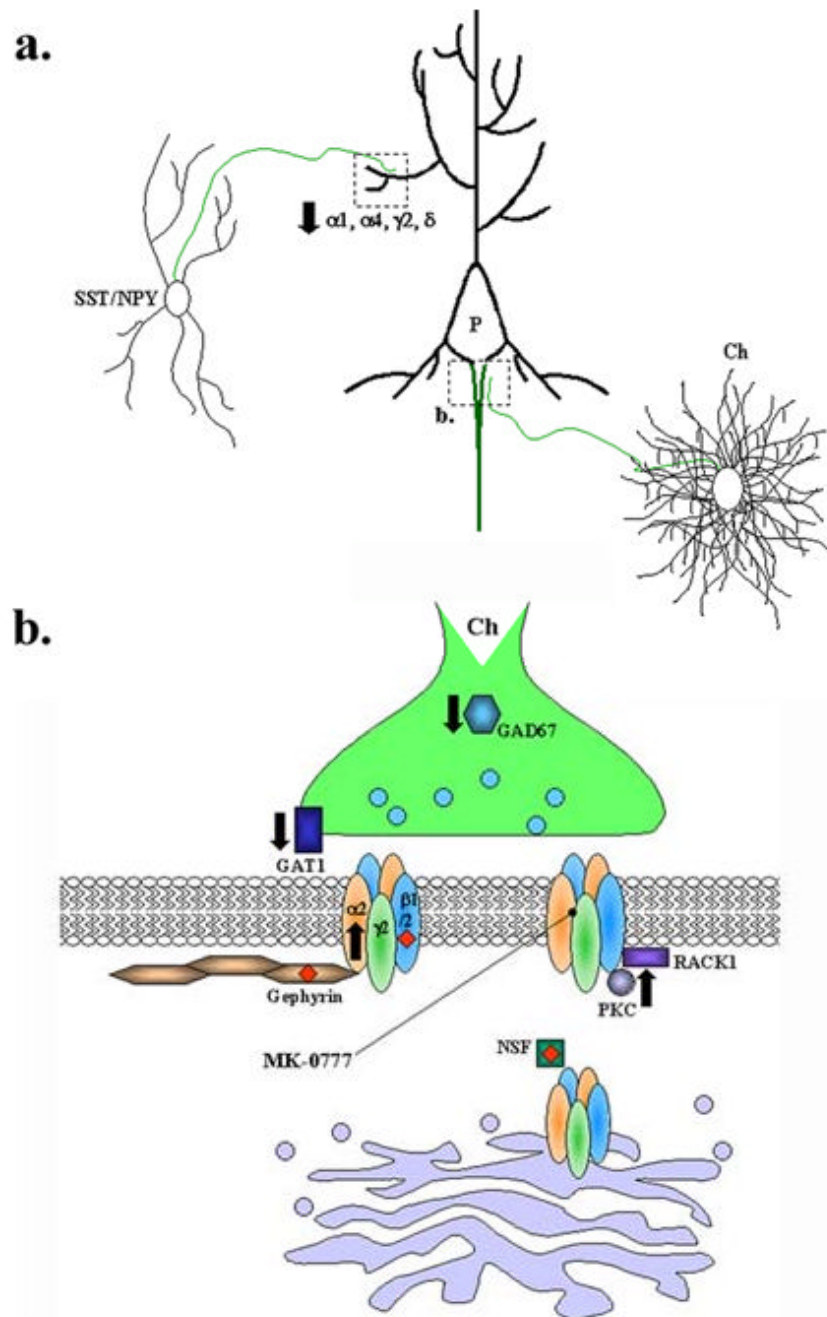 a.
α1, α4, γ2, δ
SST/NPY
P
Ch
b.
b.
Ch
GAD67
GAT1
α2
γ2
β1
/2
RACK1
Gephyrin
PKC
MK-0777
NSF